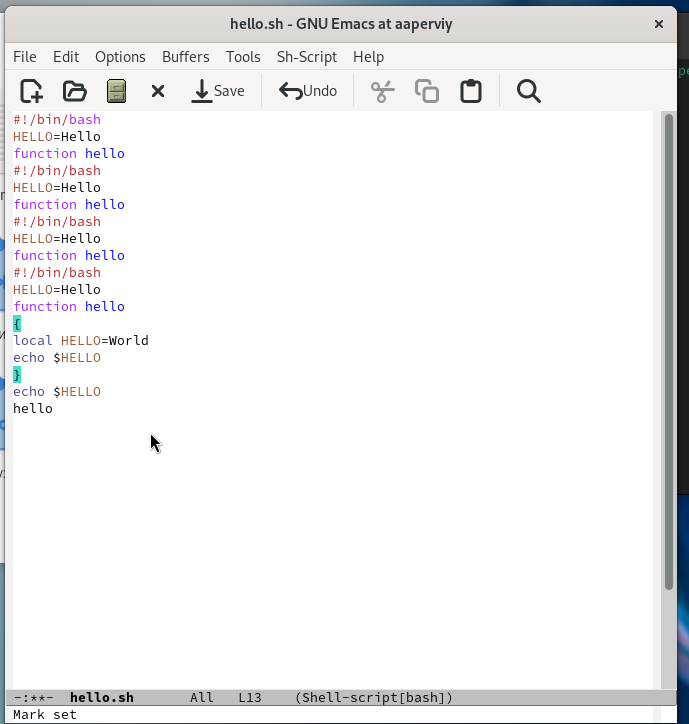 hello.sh - GNU Emacs at aaperviy
File Edit Options Buffers Tools Sh-Script Help
Save Undo
#!/bin/bash
HELLO=Hello
function hello
#!/bin/bash
HELLO=Hello
function hello
#!/bin/bash
HELLO=Hello
function hello
#!/bin/bash
HELLO=Hello
function hello
{
local HELLO=World
echo $HELLO
}
echo $HELLO
hello
-:**- hello.sh All L13 (Shell-script[bash])
Mark set